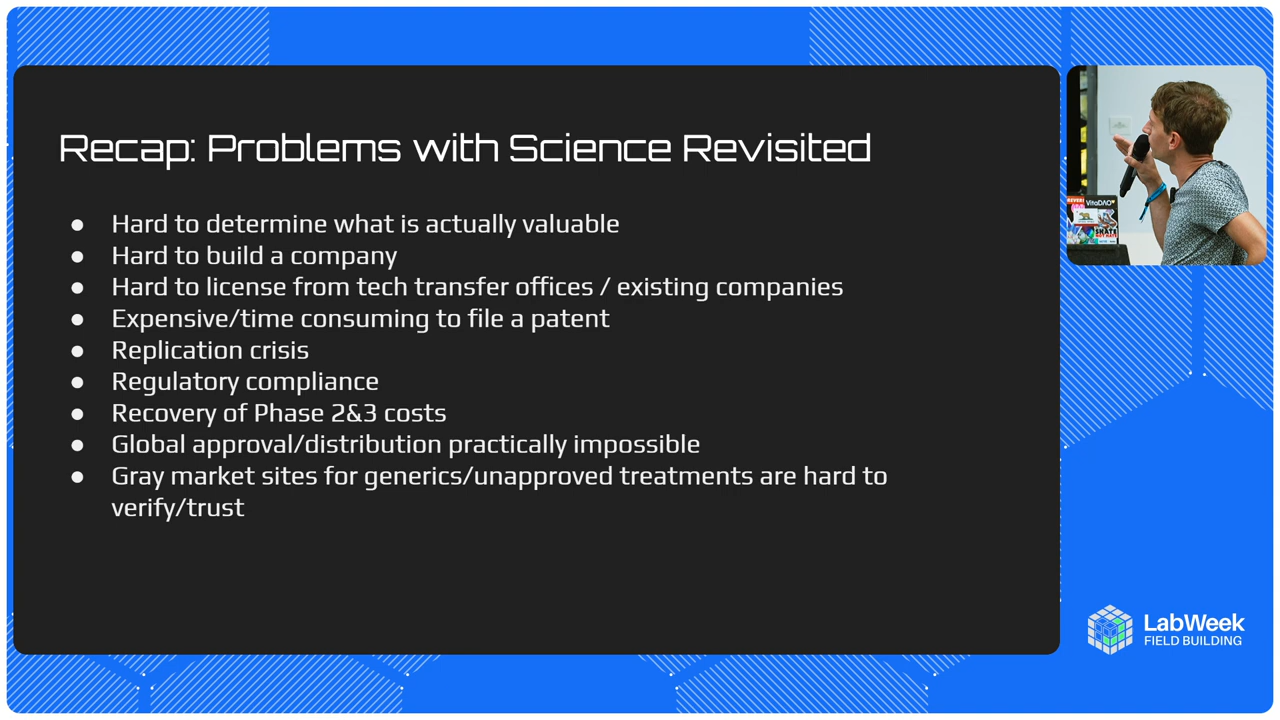 Recap: Problems with Science Revisited
● Hard to determine what is actually valuable
● Hard to build a company
● Hard to license from tech transfer offices / existing companies
● Expensive/time consuming to file a patent
● Replication crisis
● Regulatory compliance
● Recovery of Phase 2&3 costs
● Global approval/distribution practically impossible
● Gray market sites for generics/unapproved treatments are hard to
verify/trust
VitaDAO
SKATE
LabWeek
FIELD BUILDING